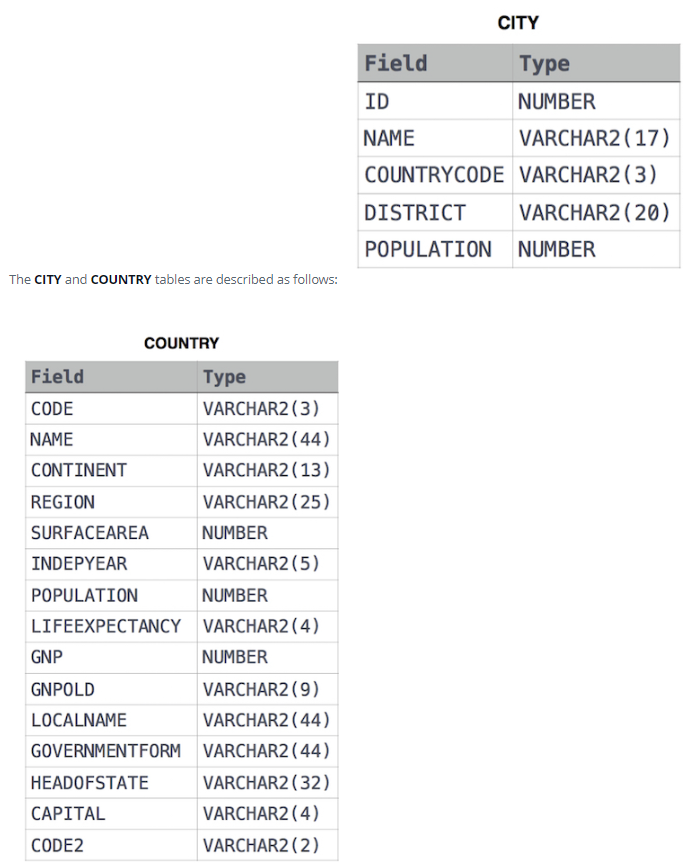 CITY
Field Type
ID NUMBER
NAME VARCHAR2(17)
COUNTRYCODE VARCHAR2(3)
DISTRICT VARCHAR2(20)
POPULATION NUMBER
The CITY and COUNTRY tables are described as follows:
COUNTRY
Field Type
CODE VARCHAR2(3)
NAME VARCHAR2(44)
CONTINENT VARCHAR2(13)
REGION VARCHAR2(25)
SURFACEAREA NUMBER
INDEPYEAR VARCHAR2(5)
POPULATION NUMBER
LIFEEXPECTANCY VARCHAR2(4)
GNP NUMBER
GNPOLD VARCHAR2(9)
LOCALNAME VARCHAR2(44)
GOVERNMENTFORM VARCHAR2(44)
HEADOFSTATE VARCHAR2(32)
CAPITAL VARCHAR2(4)
CODE2 VARCHAR2(2)